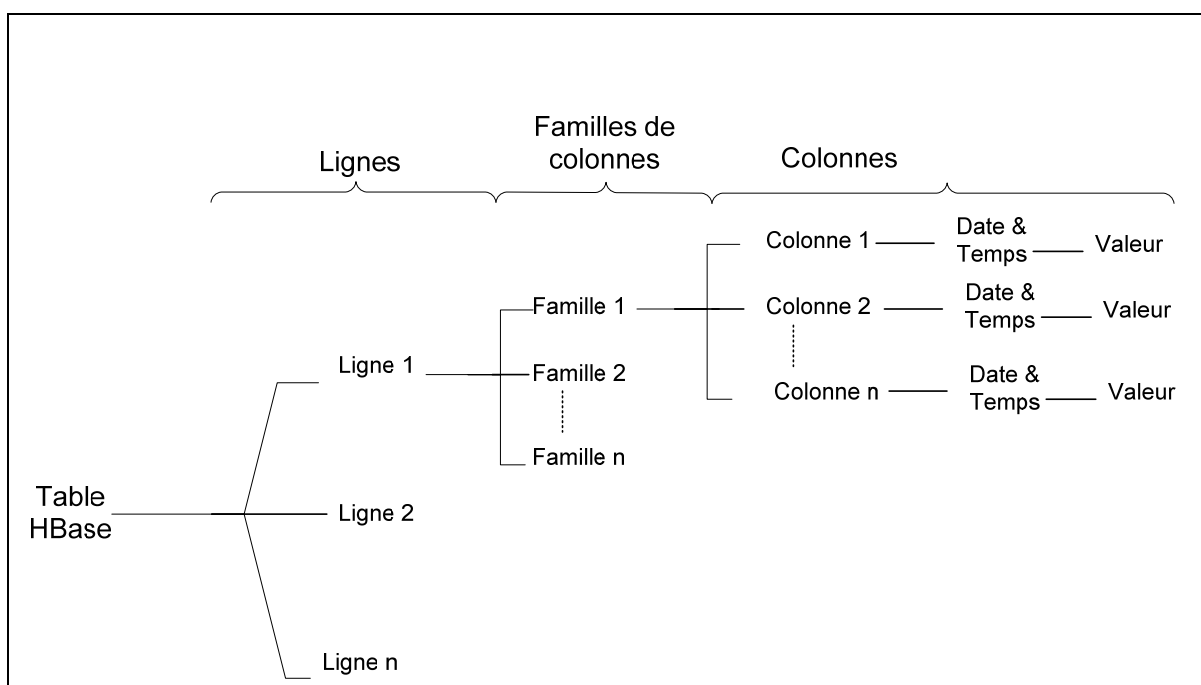 Lignes
Familles de
colonnes
Colonnes
Colonne 1
Date &
Temps
Valeur
Famille 1
Colonne 2
Date &
Temps
Valeur
Ligne 1
Famille 2
Colonne n
Date &
Temps
Valeur
Famille n
Table
HBase
Ligne 2
Ligne n